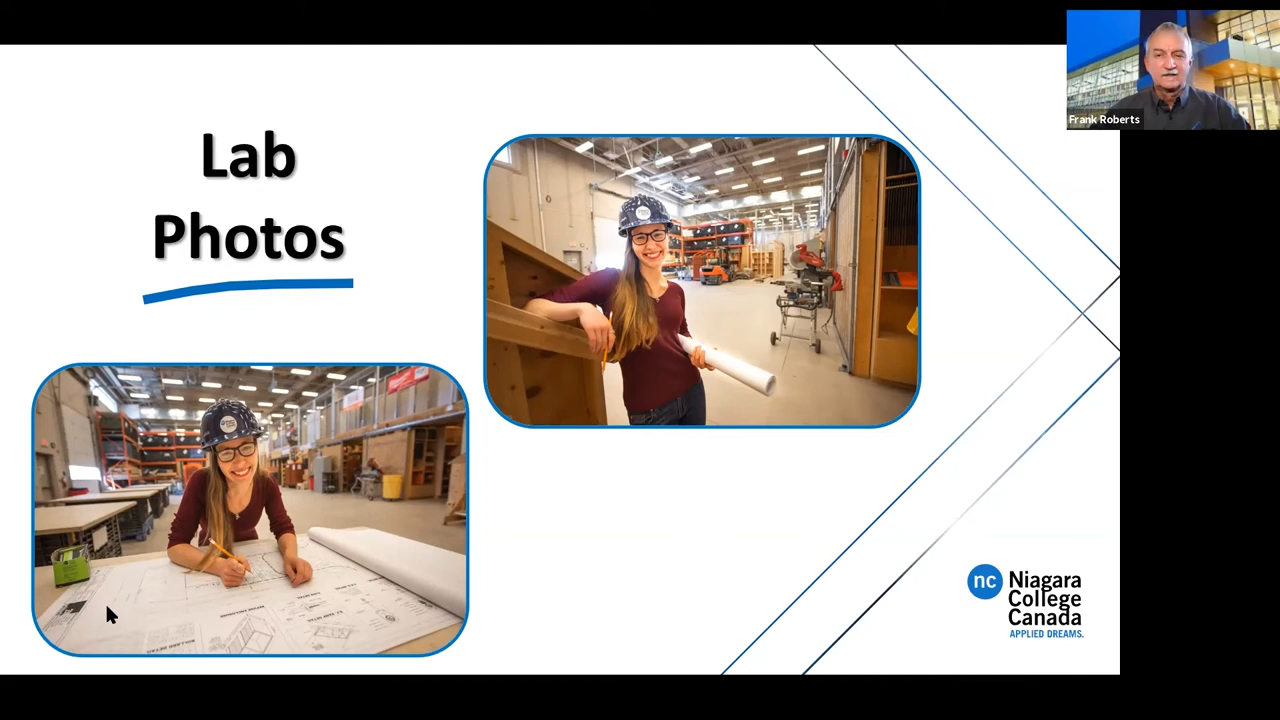 Lab
Photos
Frank Roberts
nc
Niagara
College
Canada
APPLIED DREAMS.